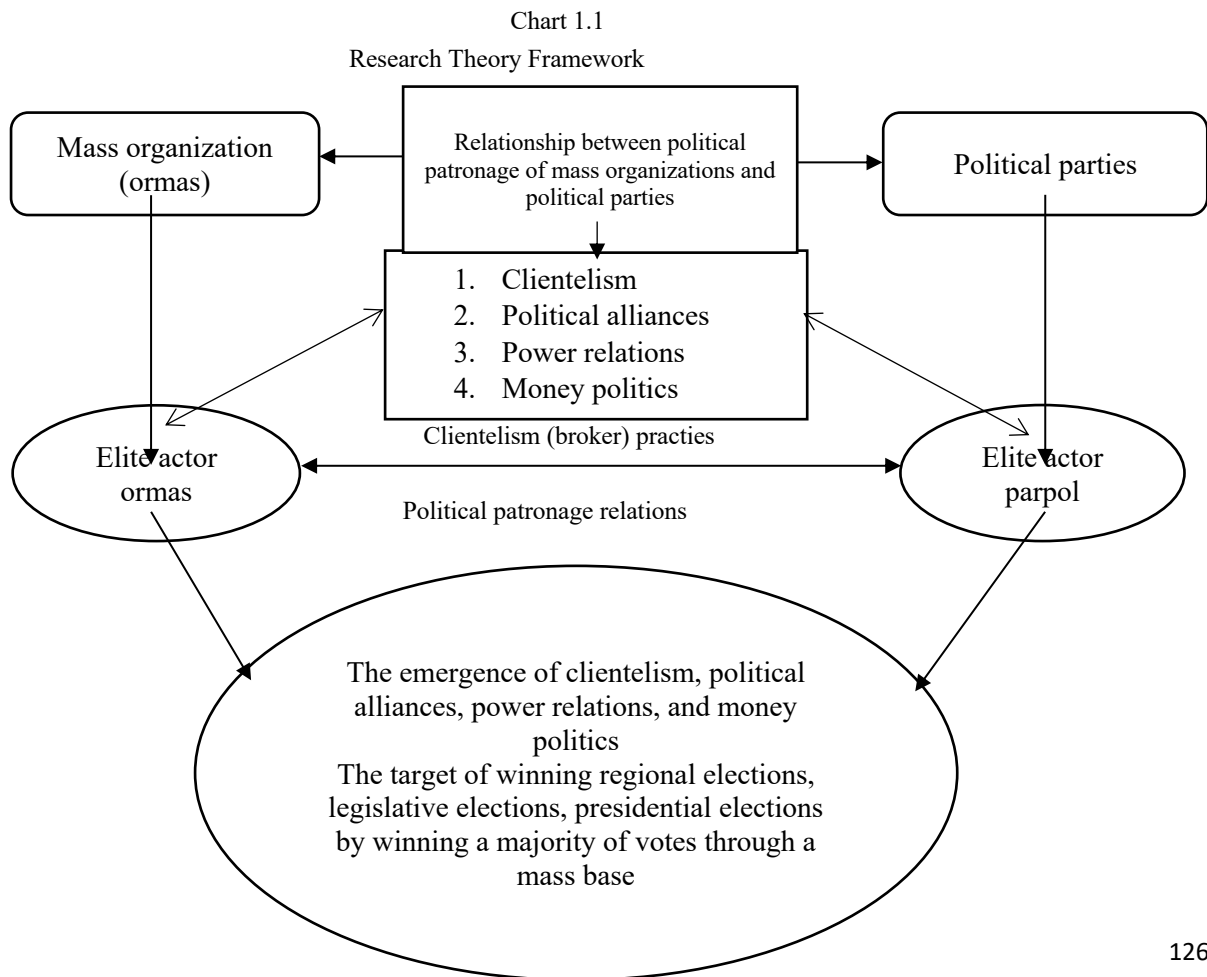 Chart 1.1
Research Theory Framework
Mass organization
(ormas)
Relationship between political
patronage of mass organizations and
political parties
Political parties
1. Clientelism
2. Political alliances
3. Power relations
4. Money politics
Clientelism (broker) practies
Elite actor
ormas
Elite actor
parpol
Political patronage relations
The emergence of clientelism, political
alliances, power relations, and money
politics
The target of winning regional elections,
legislative elections, presidential elections
by winning a majority of votes through a
mass base
126